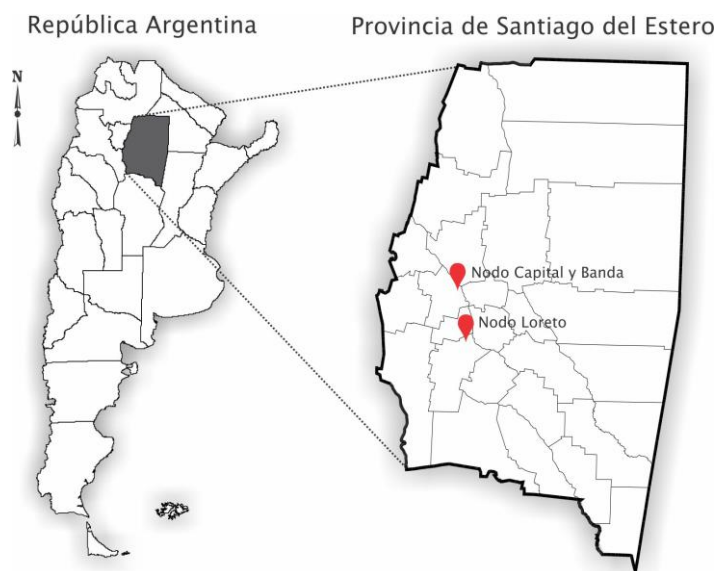 República Argentina
Provincia de Santiago del Estero
N
Nodo Capital y Banda
Nodo Loreto